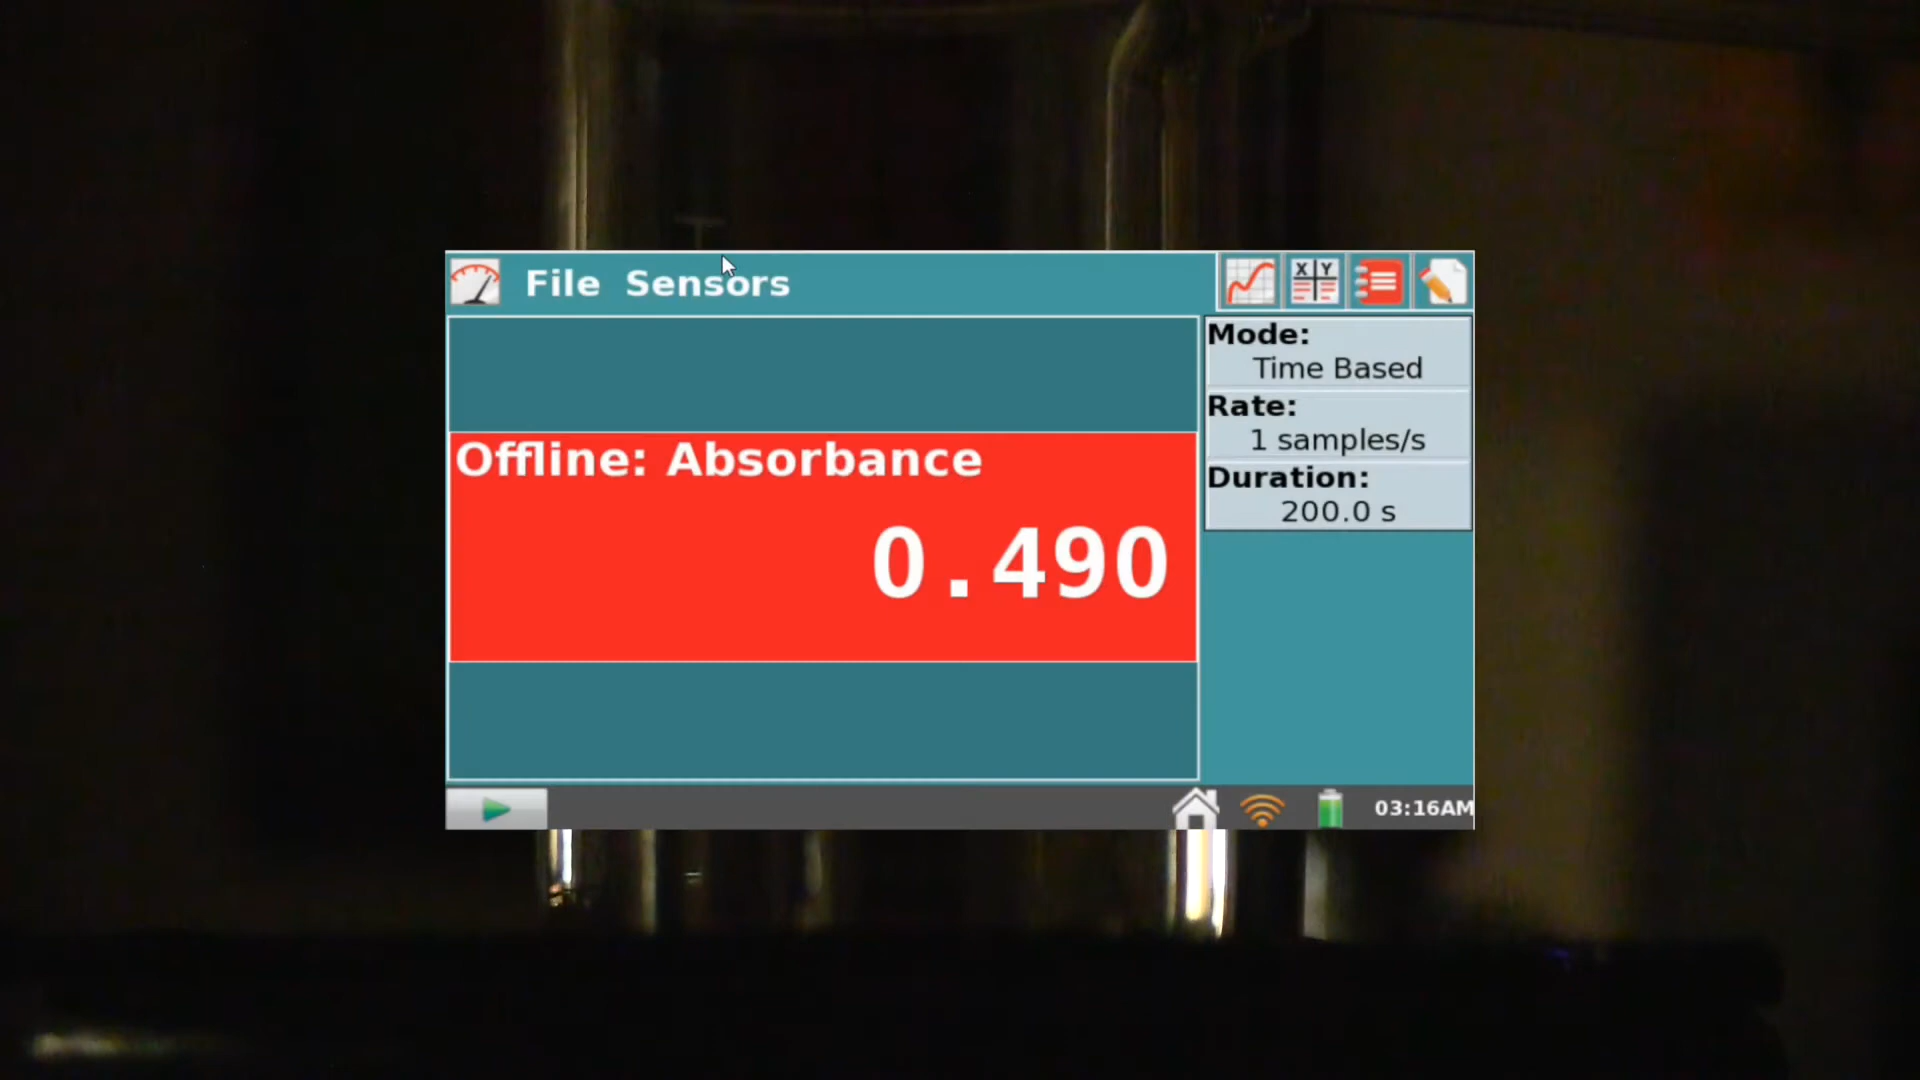 File Sensors
X Y
Mode:
Time Based
Rate:
1 samples/s
Duration:
200.0 s
Offline: Absorbance
0.490
03:16AM